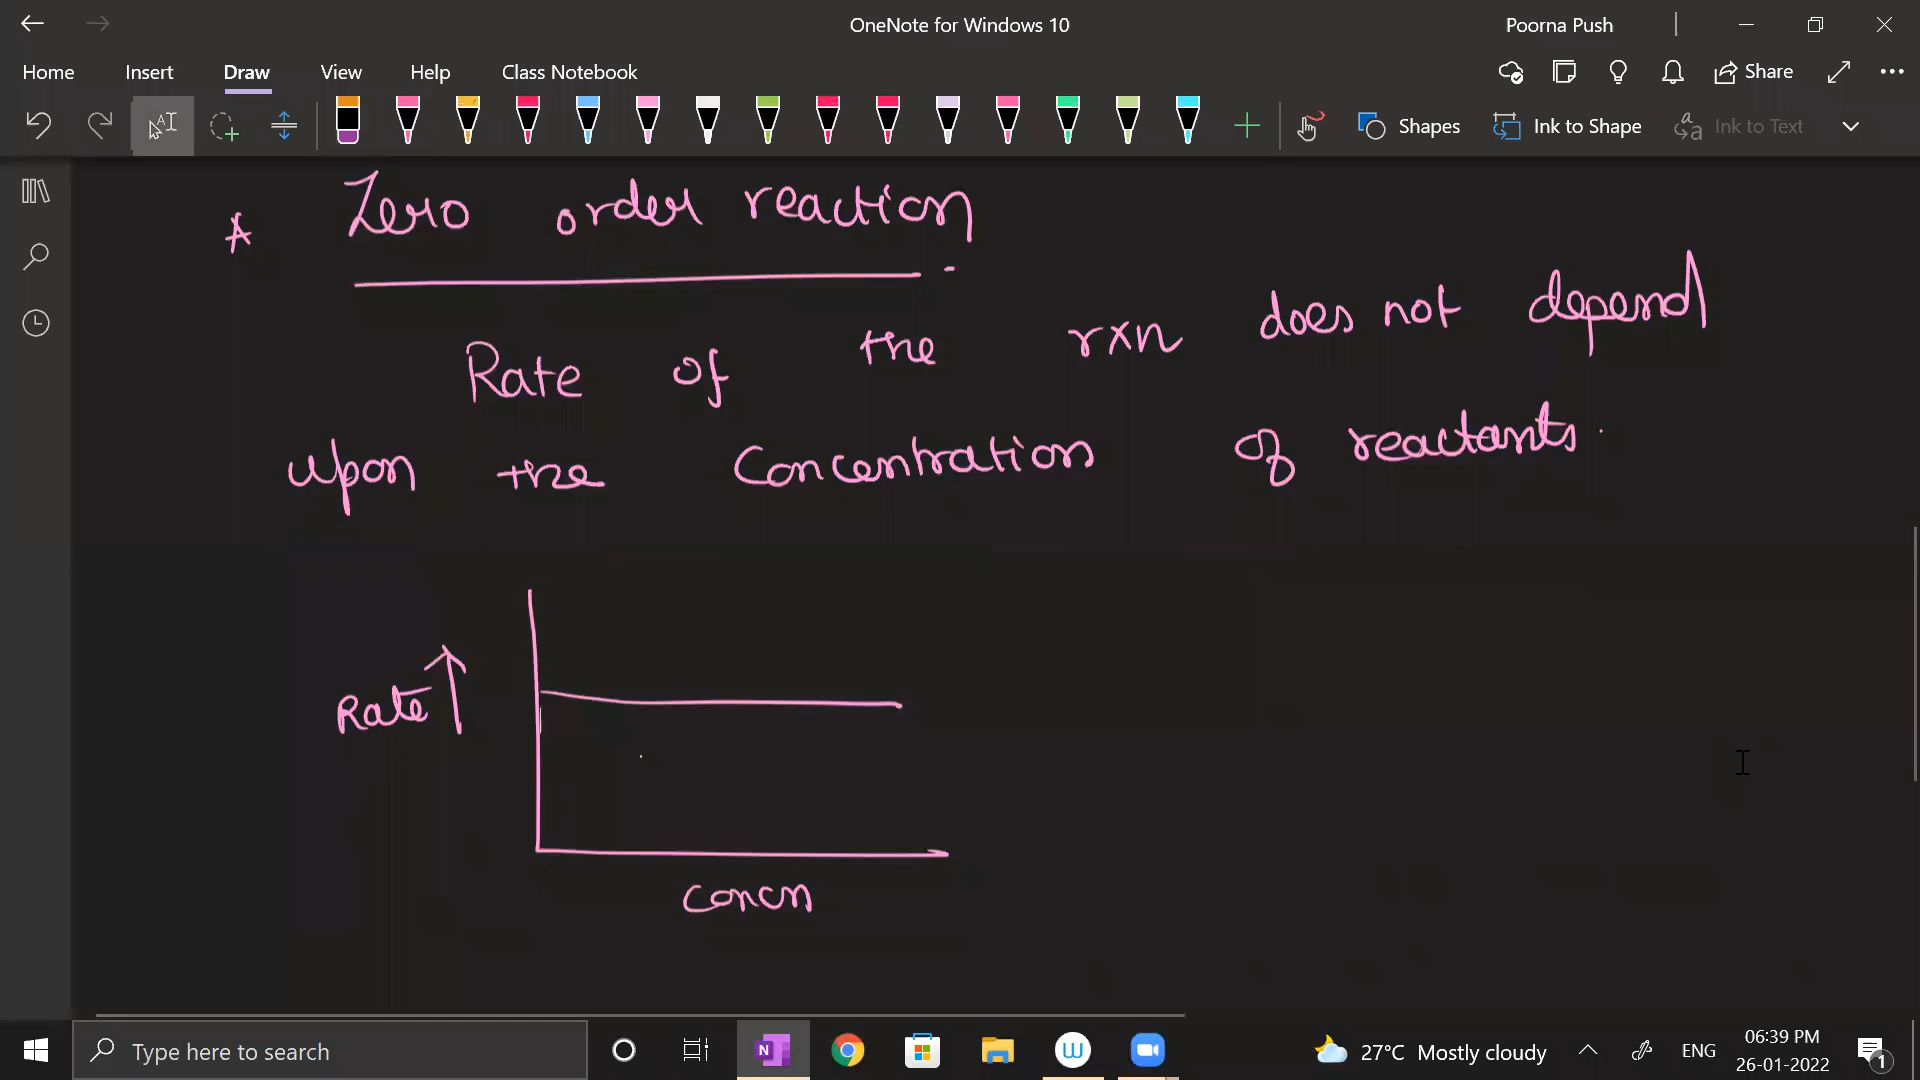 OneNote for Windows 10
Poorna Push
Home Insert Draw View Help Class Notebook
Share
Shapes Ink to Shape Ink to Text
* Zero order reaction
Rate of the rxn does not depend
upon the concentration of reactants.
Rate ↑
Concn
Type here to search
27°C Mostly cloudy
ENG
06:39 PM
26-01-2022
1